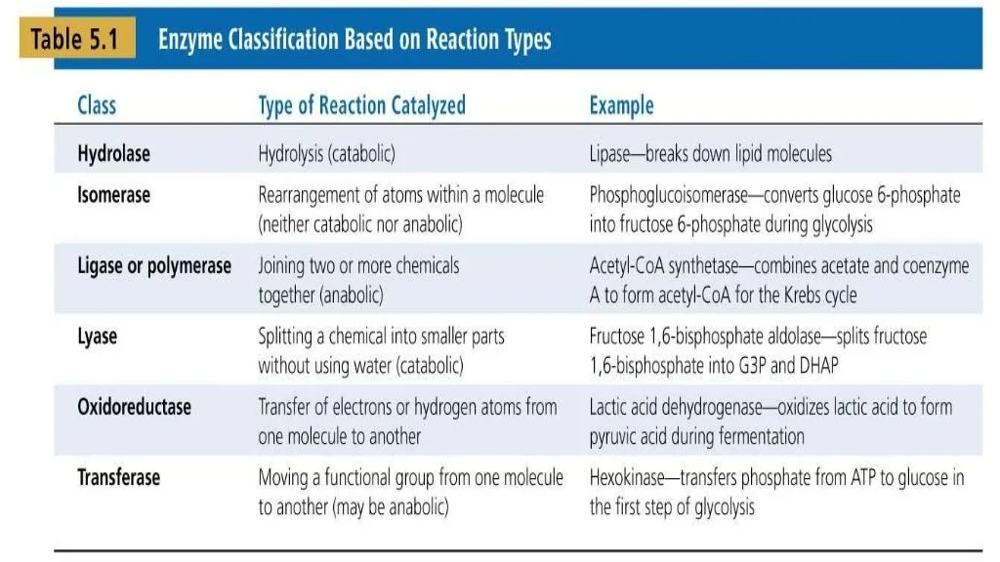 Table 5.1 Enzyme Classification Based on Reaction Types
Class Type of Reaction Catalyzed Example
Hydrolase Hydrolysis (catabolic) Lipase—breaks down lipid molecules
Isomerase Rearrangement of atoms within a molecule Phosphoglucoisomerase—converts glucose 6-phosphate
(neither catabolic nor anabolic) into fructose 6-phosphate during glycolysis
Ligase or polymerase Joining two or more chemicals Acetyl-CoA synthetase—combines acetate and coenzyme
together (anabolic) A to form acetyl-CoA for the Krebs cycle
Lyase Splitting a chemical into smaller parts Fructose 1,6-bisphosphate aldolase—splits fructose
without using water (catabolic) 1,6-bisphosphate into G3P and DHAP
Oxidoreductase Transfer of electrons or hydrogen atoms from Lactic acid dehydrogenase—oxidizes lactic acid to form
one molecule to another pyruvic acid during fermentation
Transferase Moving a functional group from one molecule Hexokinase—transfers phosphate from ATP to glucose in
to another (may be anabolic) the first step of glycolysis